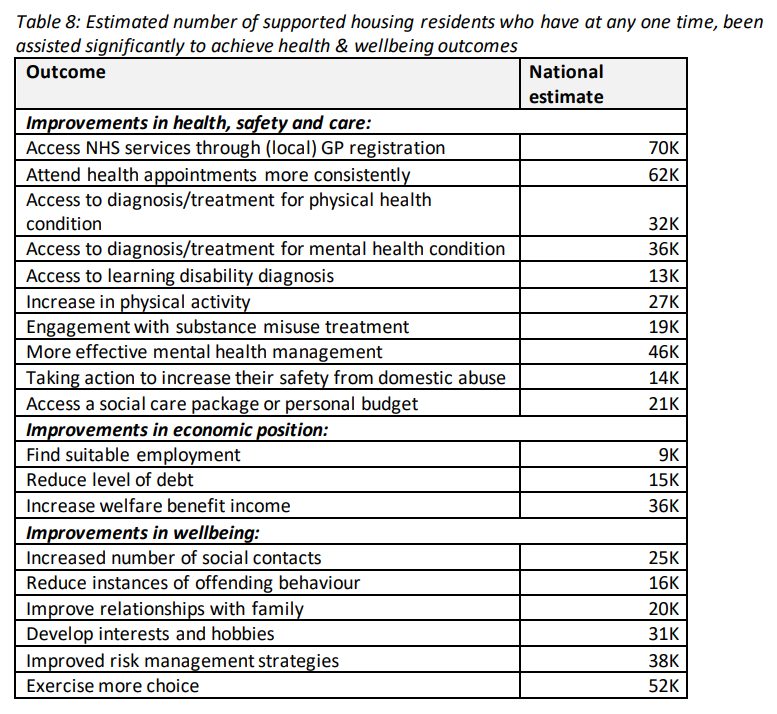 Table 8: Estimated number of supported housing residents who have at any one time, been
assisted significantly to achieve health & wellbeing outcomes
Outcome National
estimate
Improvements in health, safety and care:
Access NHS services through (local) GP registration 70K
Attend health appointments more consistently 62K
Access to diagnosis/treatment for physical health
condition 32K
Access to diagnosis/treatment for mental health condition 36K
Access to learning disability diagnosis 13K
Increase in physical activity 27K
Engagement with substance misuse treatment 19K
More effective mental health management 46K
Taking action to increase their safety from domestic abuse 14K
Access a social care package or personal budget 21K
Improvements in economic position:
Find suitable employment 9K
Reduce level of debt 15K
Increase welfare benefit income 36K
Improvements in wellbeing:
Increased number of social contacts 25K
Reduce instances of offending behaviour 16K
Improve relationships with family 20K
Develop interests and hobbies 31K
Improved risk management strategies 38K
Exercise more choice 52K